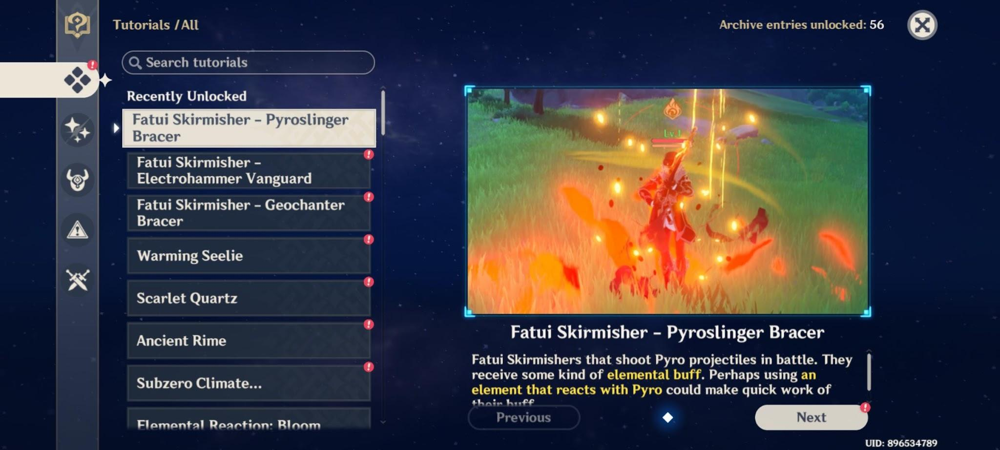 Tutorials / All
Archive entries unlocked: 56
Search tutorials
Recently Unlocked
Fatui Skirmisher – Pyroslinger
Bracer
Fatui Skirmisher –
Electrohammer Vanguard
Fatui Skirmisher – Geochanter
Bracer
Warming Seelie
Scarlet Quartz
Ancient Rime
Subzero Climate...
Elemental Reaction: Bloom
Lv.1
Fatui Skirmisher – Pyroslinger Bracer
Fatui Skirmishers that shoot Pyro projectiles in battle. They
receive some kind of elemental buff. Perhaps using an
element that reacts with Pyro could make quick work of
their buff
Previous
Next
UID: 896534789